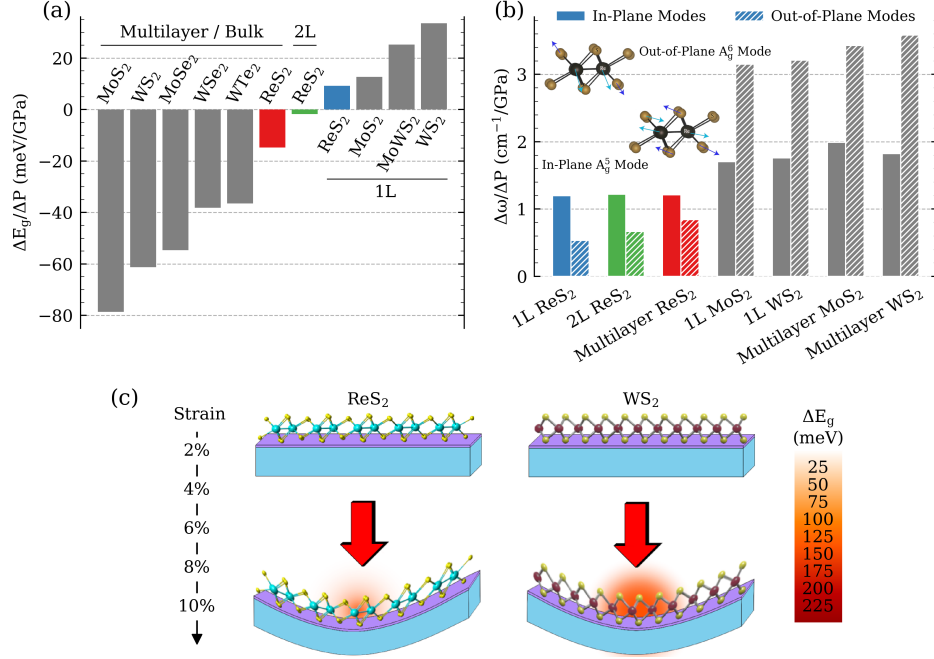 (a)
ΔE_g/ΔP (meV/GPa)
20
0
−20
−40
−60
−80
Multilayer / Bulk
2L
MoS₂
WS₂
MoSe₂
WSe₂
WTe₂
ReS₂
ReS₂
ReS₂
MoS₂
MoWS₂
WS₂
1L
(b)
In-Plane Modes
Out-of-Plane Modes
Δω/ΔP (cm⁻¹/GPa)
3
2
1
0
Out-of-Plane A⁶_g Mode
In-Plane A⁵_g Mode
1L ReS₂
2L ReS₂
Multilayer ReS₂
1L MoS₂
1L WS₂
Multilayer MoS₂
Multilayer WS₂
(c)
Strain
2%
4%
6%
8%
10%
ReS₂
WS₂
ΔE_g
(meV)
25
50
75
100
125
150
175
200
225